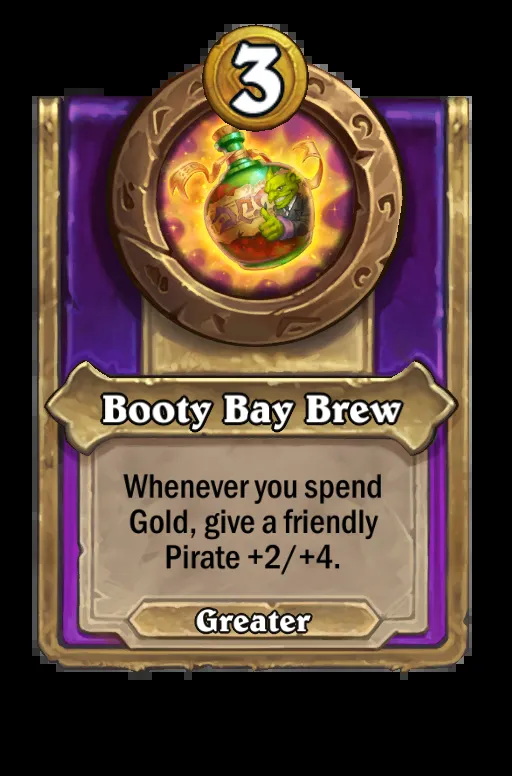 3
Booty Bay Brew
Whenever you spend
Gold, give a friendly
Pirate +2/+4.
Greater